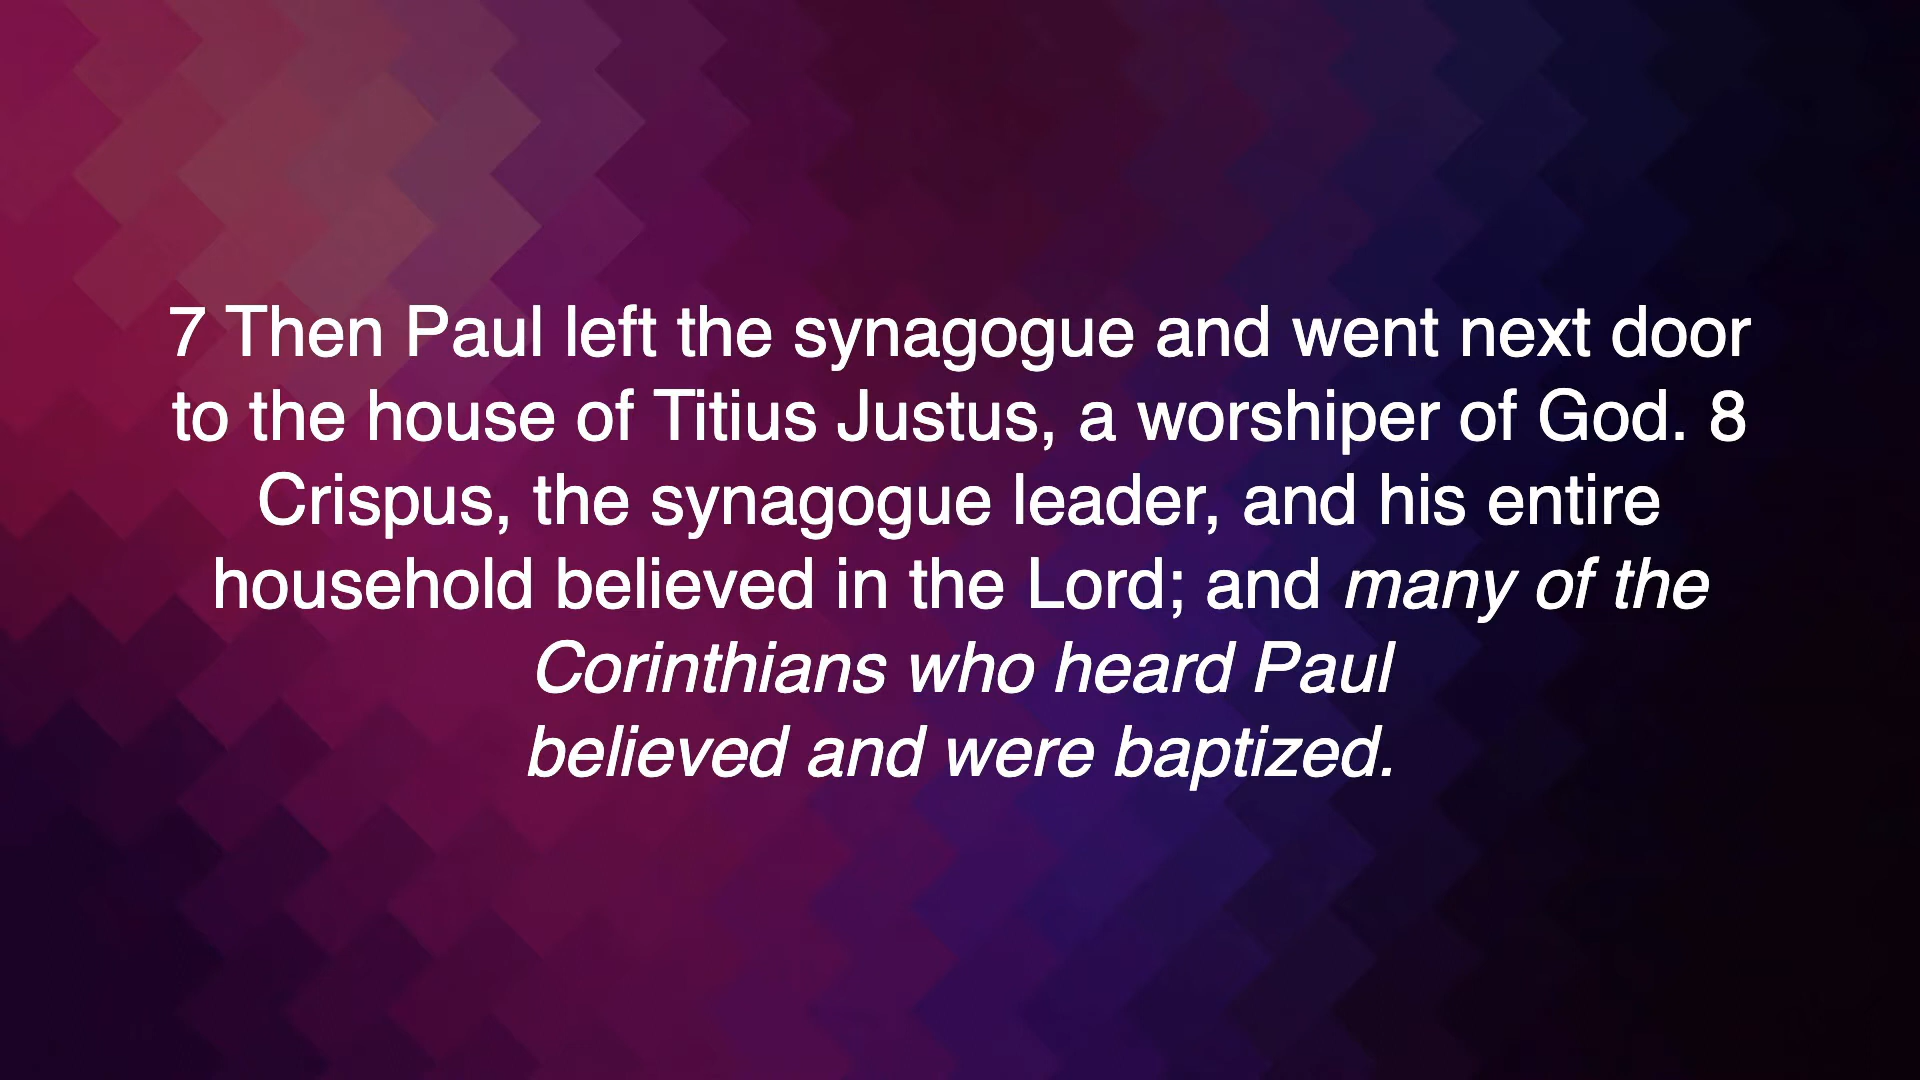 7 Then Paul left the synagogue and went next door
to the house of Titius Justus, a worshiper of God. 8
Crispus, the synagogue leader, and his entire
household believed in the Lord; and many of the
Corinthians who heard Paul
believed and were baptized.